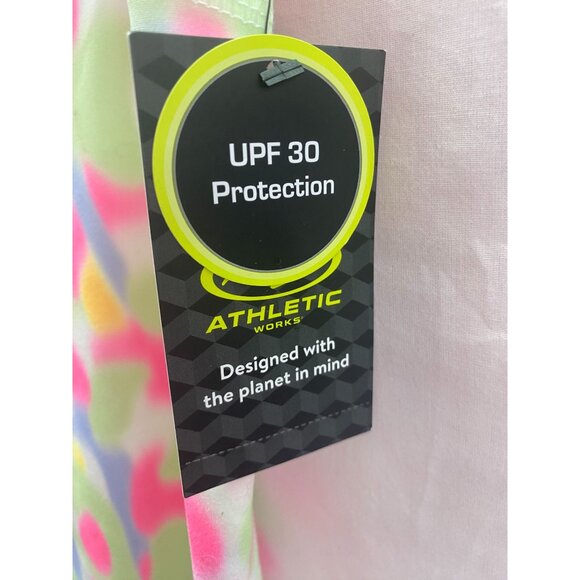 UPF 30
Protection
ATHLETIC
WORKS
Designed with
the planet in mind